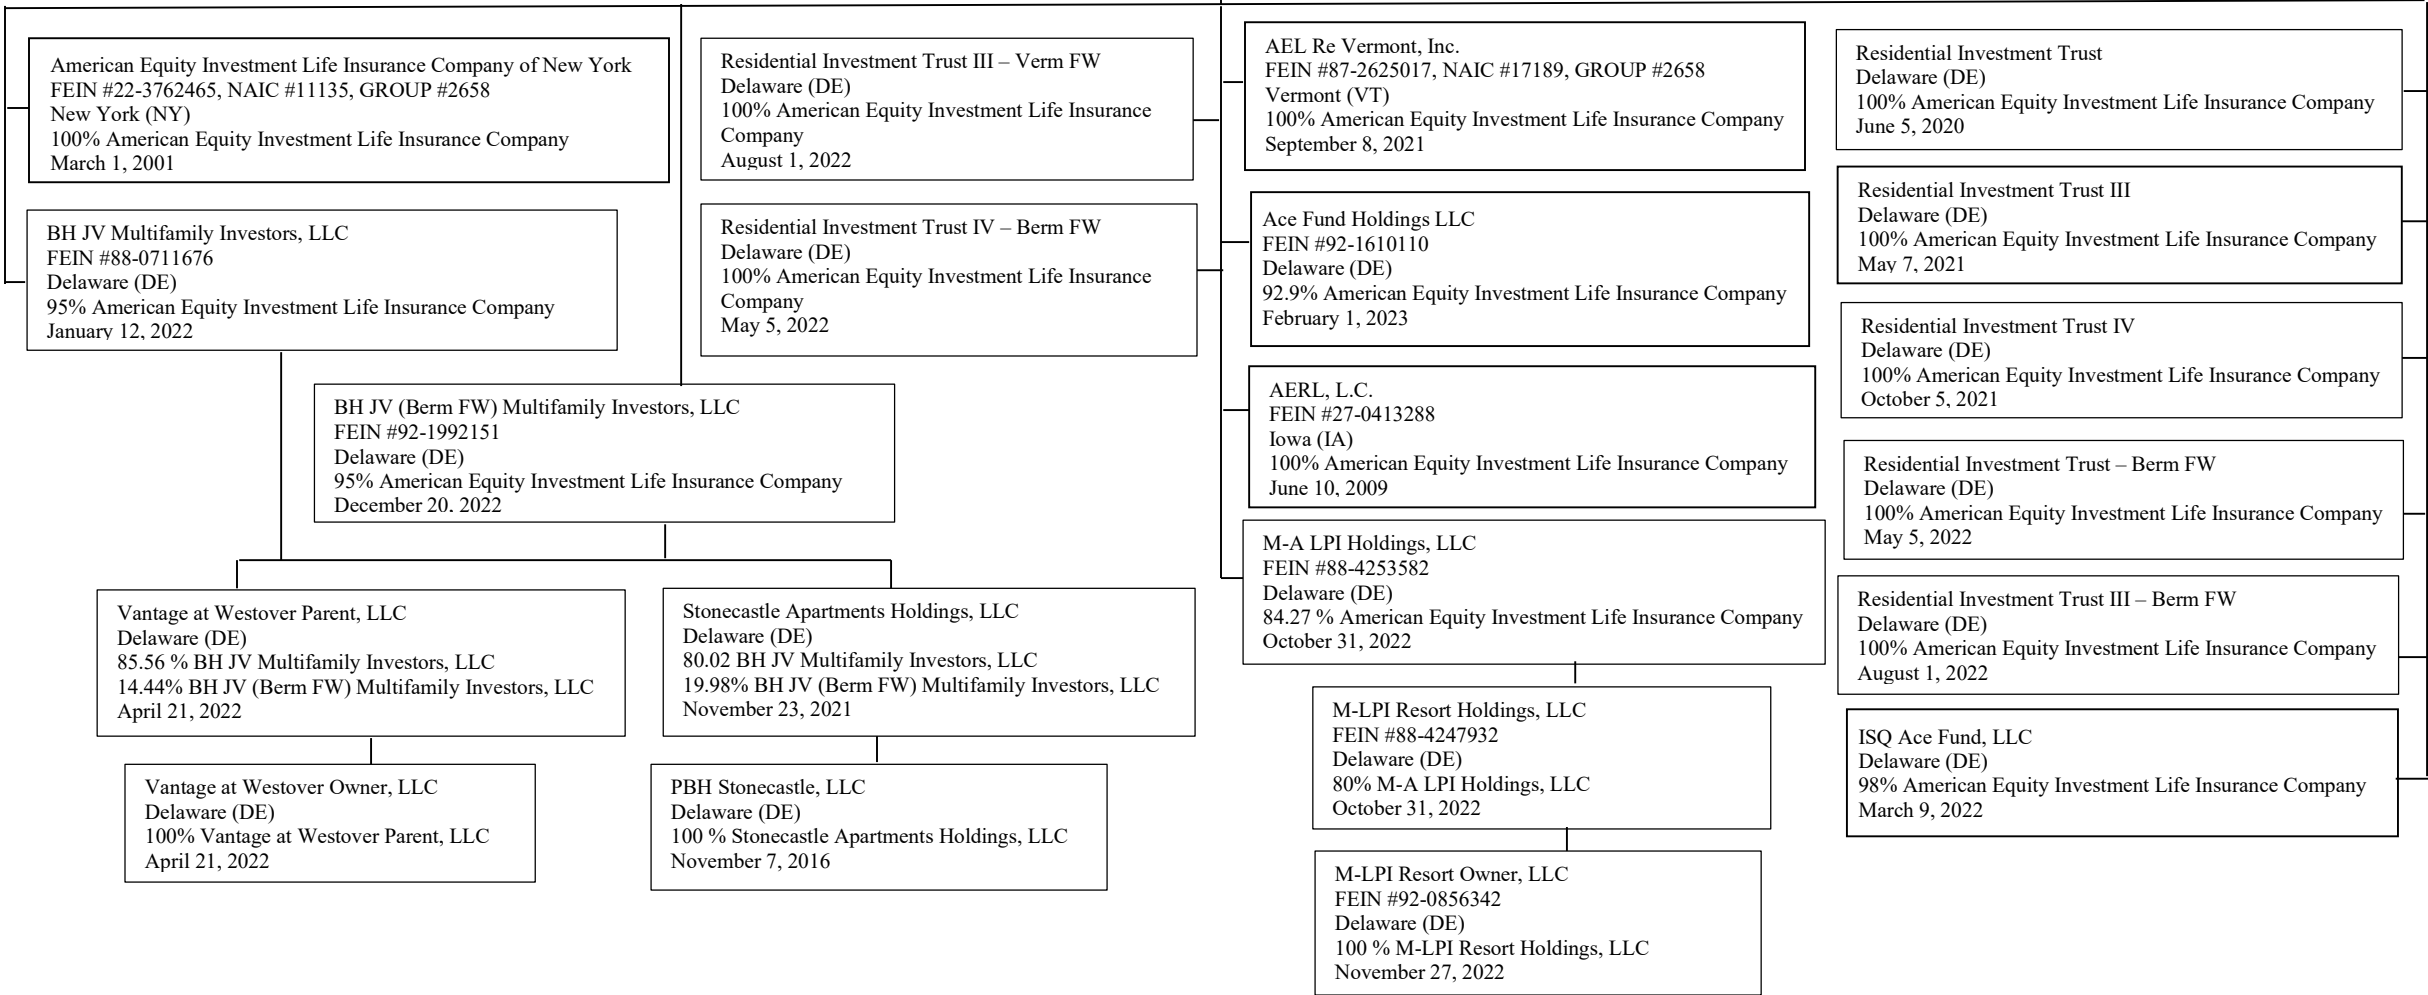 American Equity Investment Life Insurance Company of New York
FEIN #22-3762465, NAIC #11135, GROUP #2658
New York (NY)
100% American Equity Investment Life Insurance Company
March 1, 2001
BH JV Multifamily Investors, LLC
FEIN #88-0711676
Delaware (DE)
95% American Equity Investment Life Insurance Company
January 12, 2022
BH JV (Berm FW) Multifamily Investors, LLC
FEIN #92-1992151
Delaware (DE)
95% American Equity Investment Life Insurance Company
December 20, 2022
Vantage at Westover Parent, LLC
Delaware (DE)
85.56 % BH JV Multifamily Investors, LLC
14.44% BH JV (Berm FW) Multifamily Investors, LLC
April 21, 2022
Vantage at Westover Owner, LLC
Delaware (DE)
100% Vantage at Westover Parent, LLC
April 21, 2022
Stonecastle Apartments Holdings, LLC
Delaware (DE)
80.02 BH JV Multifamily Investors, LLC
19.98% BH JV (Berm FW) Multifamily Investors, LLC
November 23, 2021
PBH Stonecastle, LLC
Delaware (DE)
100 % Stonecastle Apartments Holdings, LLC
November 7, 2016
Residential Investment Trust III – Verm FW
Delaware (DE)
100% American Equity Investment Life Insurance
Company
August 1, 2022
Residential Investment Trust IV – Berm FW
Delaware (DE)
100% American Equity Investment Life Insurance
Company
May 5, 2022
AEL Re Vermont, Inc.
FEIN #87-2625017, NAIC #17189, GROUP #2658
Vermont (VT)
100% American Equity Investment Life Insurance Company
September 8, 2021
Ace Fund Holdings LLC
FEIN #92-1610110
Delaware (DE)
92.9% American Equity Investment Life Insurance Company
February 1, 2023
AERL, L.C.
FEIN #27-0413288
Iowa (IA)
100% American Equity Investment Life Insurance Company
June 10, 2009
M-A LPI Holdings, LLC
FEIN #88-4253582
Delaware (DE)
84.27 % American Equity Investment Life Insurance Company
October 31, 2022
M-LPI Resort Holdings, LLC
FEIN #88-4247932
Delaware (DE)
80% M-A LPI Holdings, LLC
October 31, 2022
M-LPI Resort Owner, LLC
FEIN #92-0856342
Delaware (DE)
100 % M-LPI Resort Holdings, LLC
November 27, 2022
Residential Investment Trust
Delaware (DE)
100% American Equity Investment Life Insurance Company
June 5, 2020
Residential Investment Trust III
Delaware (DE)
100% American Equity Investment Life Insurance Company
May 7, 2021
Residential Investment Trust IV
Delaware (DE)
100% American Equity Investment Life Insurance Company
October 5, 2021
Residential Investment Trust – Berm FW
Delaware (DE)
100% American Equity Investment Life Insurance Company
May 5, 2022
Residential Investment Trust III – Berm FW
Delaware (DE)
100% American Equity Investment Life Insurance Company
August 1, 2022
ISQ Ace Fund, LLC
Delaware (DE)
98% American Equity Investment Life Insurance Company
March 9, 2022